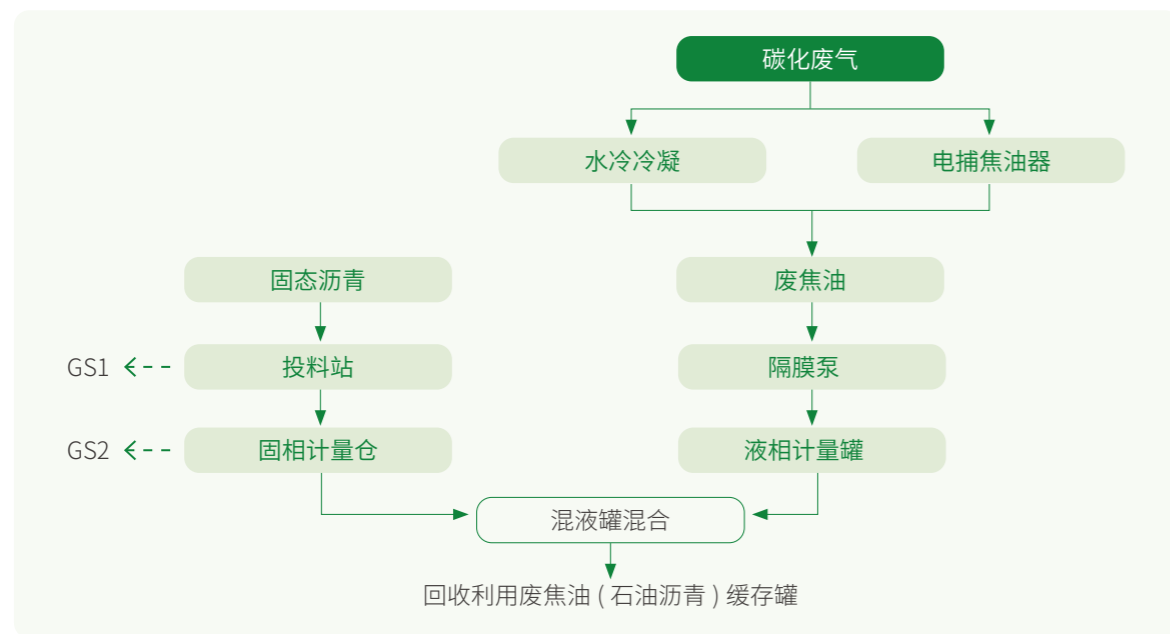 碳化废气
水冷冷凝
电捕焦油器
固态沥青
废焦油
GS1
投料站
隔膜泵
GS2
固相计量仓
液相计量罐
混液罐混合
回收利用废焦油 ( 石油沥青 ) 缓存罐